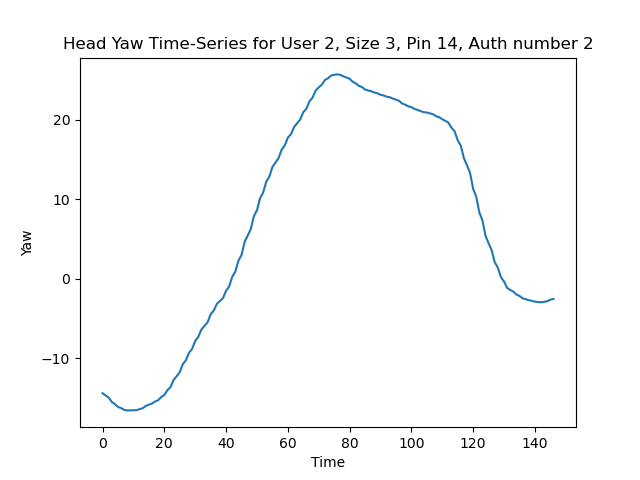 Head Yaw Time-Series for User 2, Size 3, Pin 14, Auth number 2
20
10
0
−10
Yaw
0 20 40 60 80 100 120 140
Time